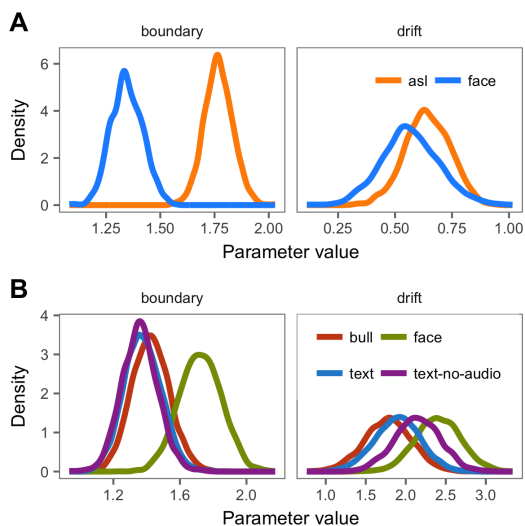 A
boundary
drift
Density
6
4
2
0
asl
face
1.25
1.50
1.75
2.00
0.25
0.50
0.75
1.00
Parameter value
B
boundary
drift
Density
4
3
2
1
0
bull
face
text
text-no-audio
1.2
1.6
2.0
1.0
1.5
2.0
2.5
3.0
Parameter value